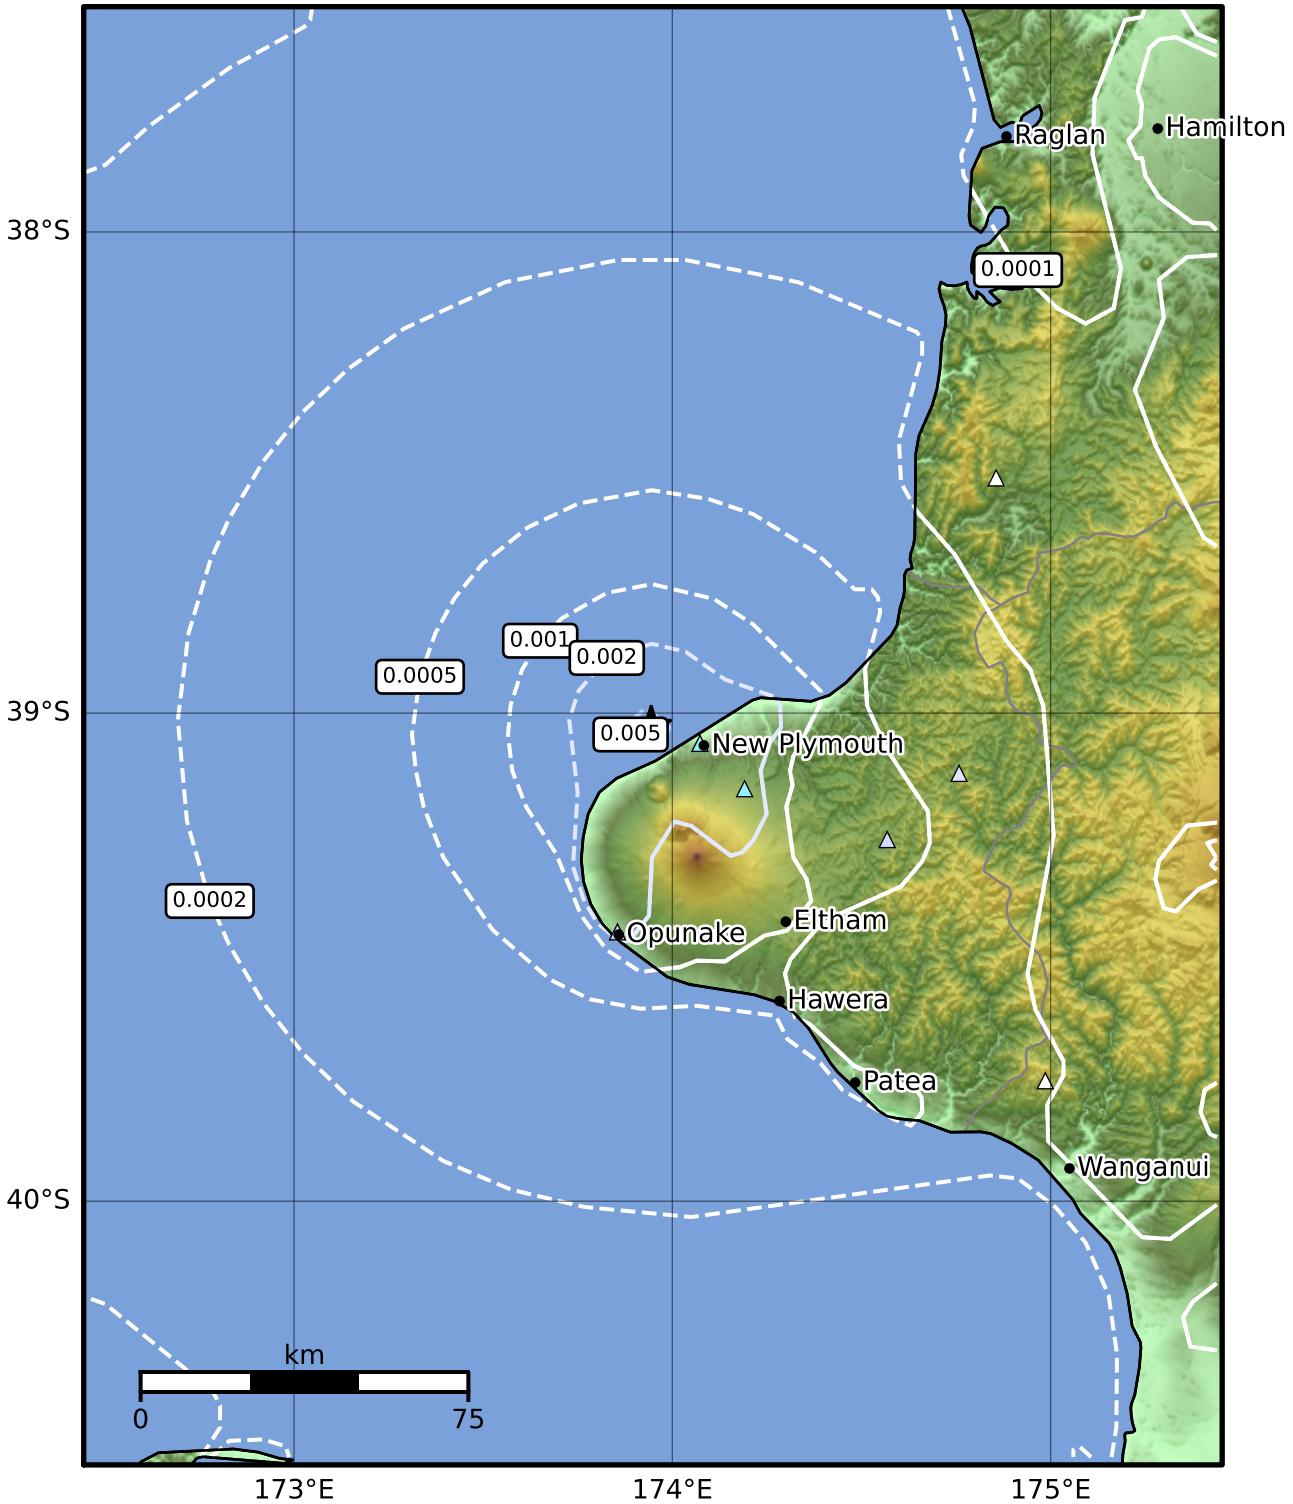 Hamilton
Raglan
38°S
0.0001
0.001
0.002
0.0005
39°S
0.005
New Plymouth
0.0002
Eltham
Opunake
Hawera
Patea
Wanganui
40°S
km
0 75
173°E 174°E 175°E